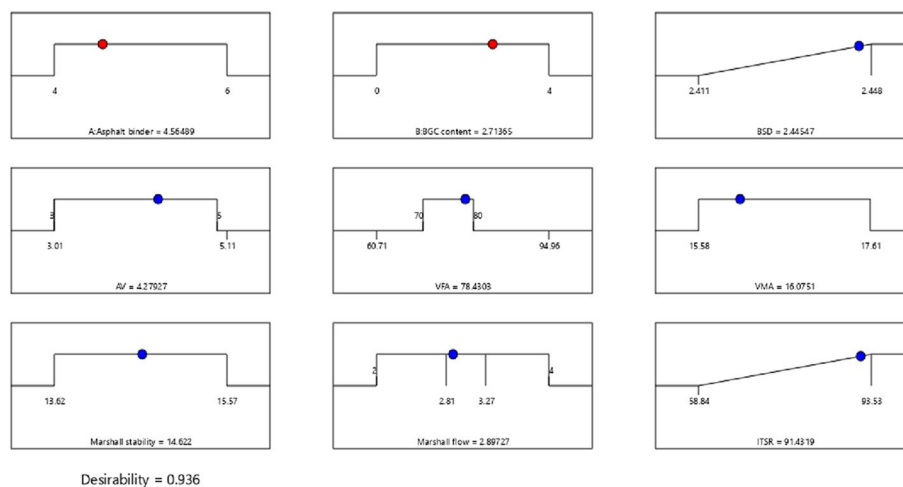 4 6
A:Asphalt binder = 4.56489
0 4
B:BGC content = 2.71365
2.411 2.448
BSD = 2.44547
3 5
3.01 5.11
AV = 4.27927
70 80
60.71 94.96
VFA = 78.4303
15.58 17.61
VMA = 16.0751
13.62 15.57
Marshall stability = 14.622
2 4
2.81 3.27
Marshall flow = 2.89727
58.84 93.53
ITSR = 91.4319
Desirability = 0.936